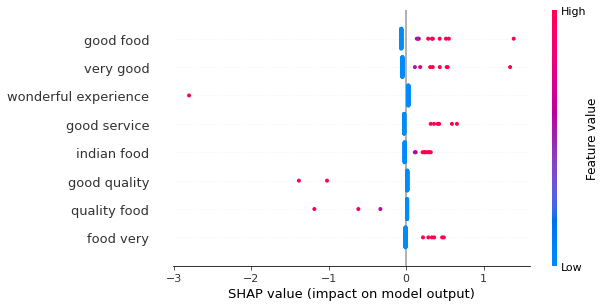 High
good food
very good
wonderful experience
good service
indian food
good quality
quality food
food very
Feature value
Low
−3 −2 −1 0 1
SHAP value (impact on model output)